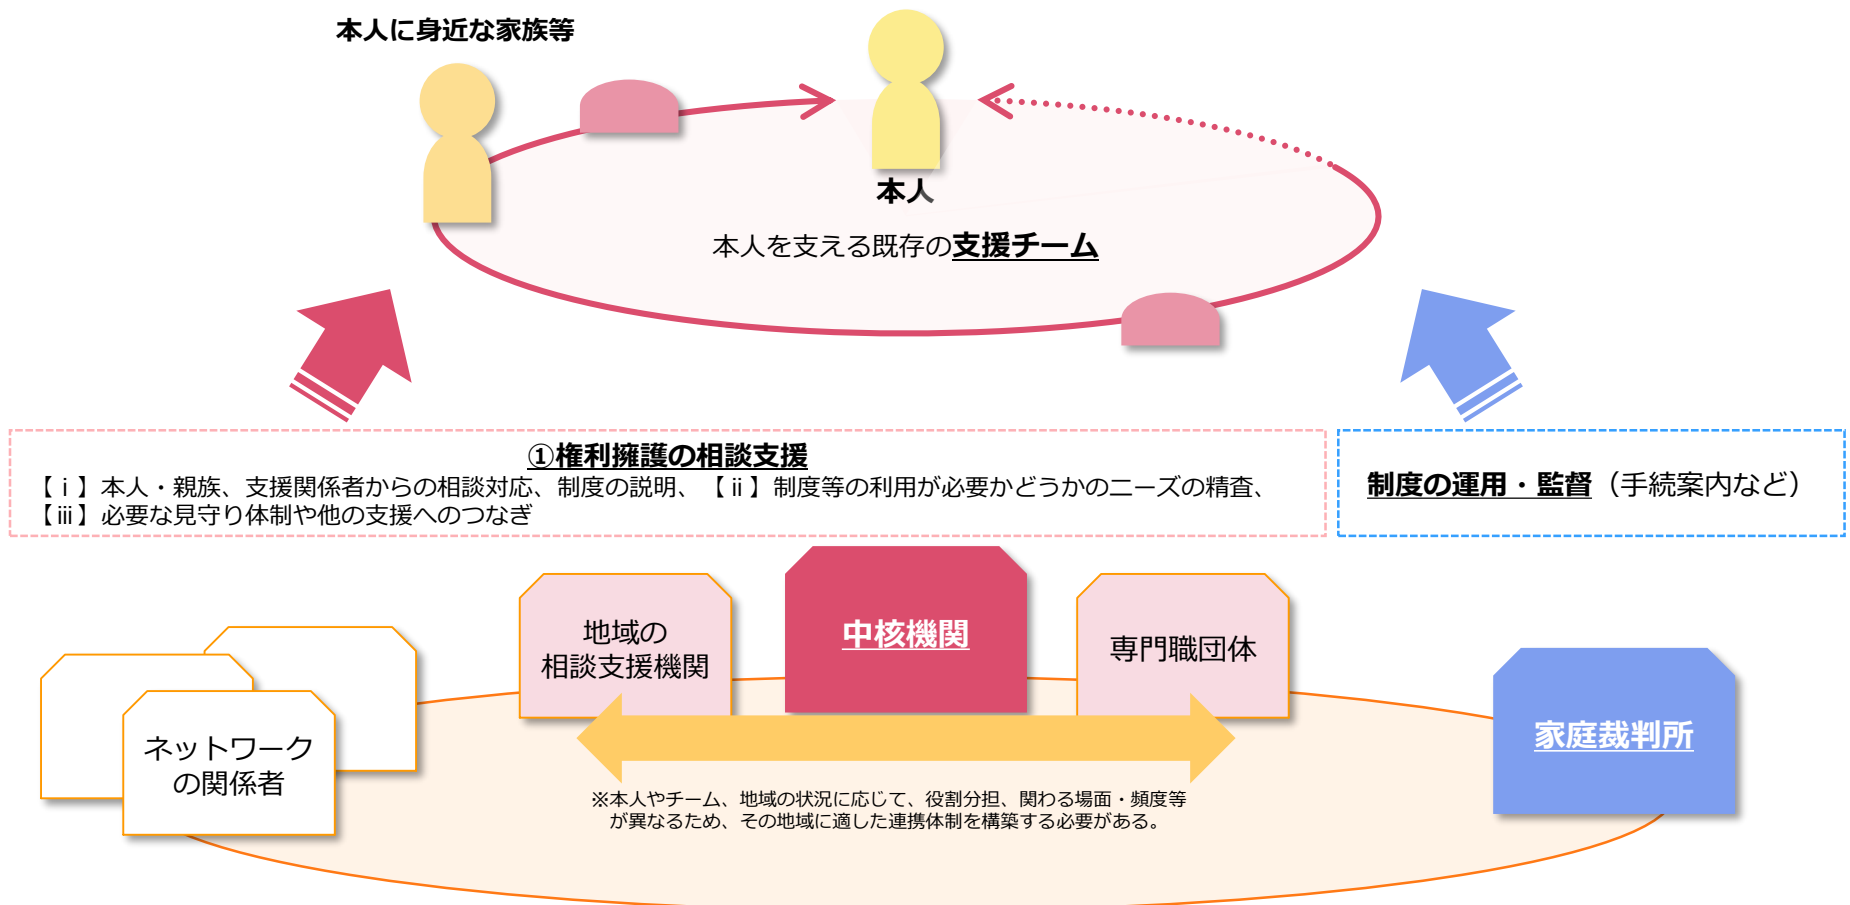 本人に身近な家族等
本人
本人を支える既存の支援チーム
①権利擁護の相談支援
【ⅰ】本人・親族、支援関係者からの相談対応、制度の説明、【ⅱ】制度等の利用が必要かどうかのニーズの精査、
【ⅲ】必要な見守り体制や他の支援へのつなぎ
制度の運用・監督（手続案内など）
地域の
相談支援機関
中核機関
専門職団体
家庭裁判所
ネットワーク
の関係者
※本人やチーム、地域の状況に応じて、役割分担、関わる場面・頻度等
が異なるため、その地域に適した連携体制を構築する必要がある。